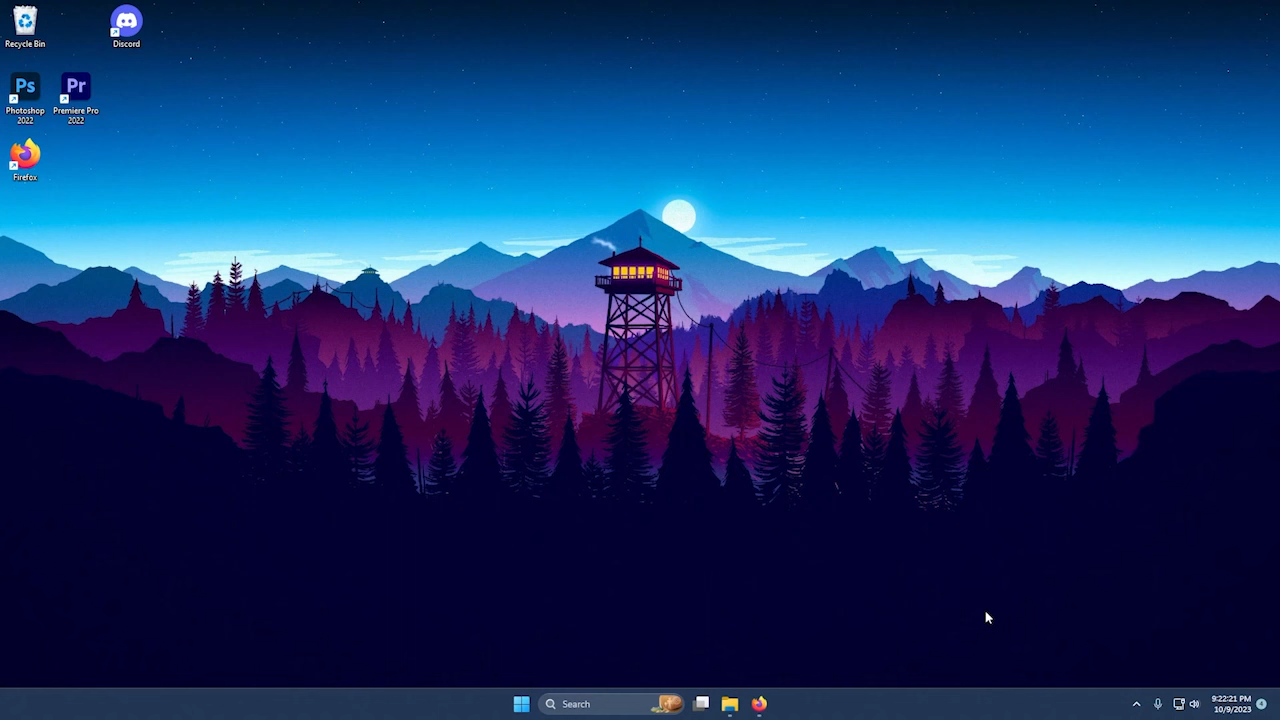 Recycle Bin
Discord
Ps
Pr
Photoshop
2022
Premiere Pro
2022
Firefox
Search
9:22:21 PM
10/9/2023
4